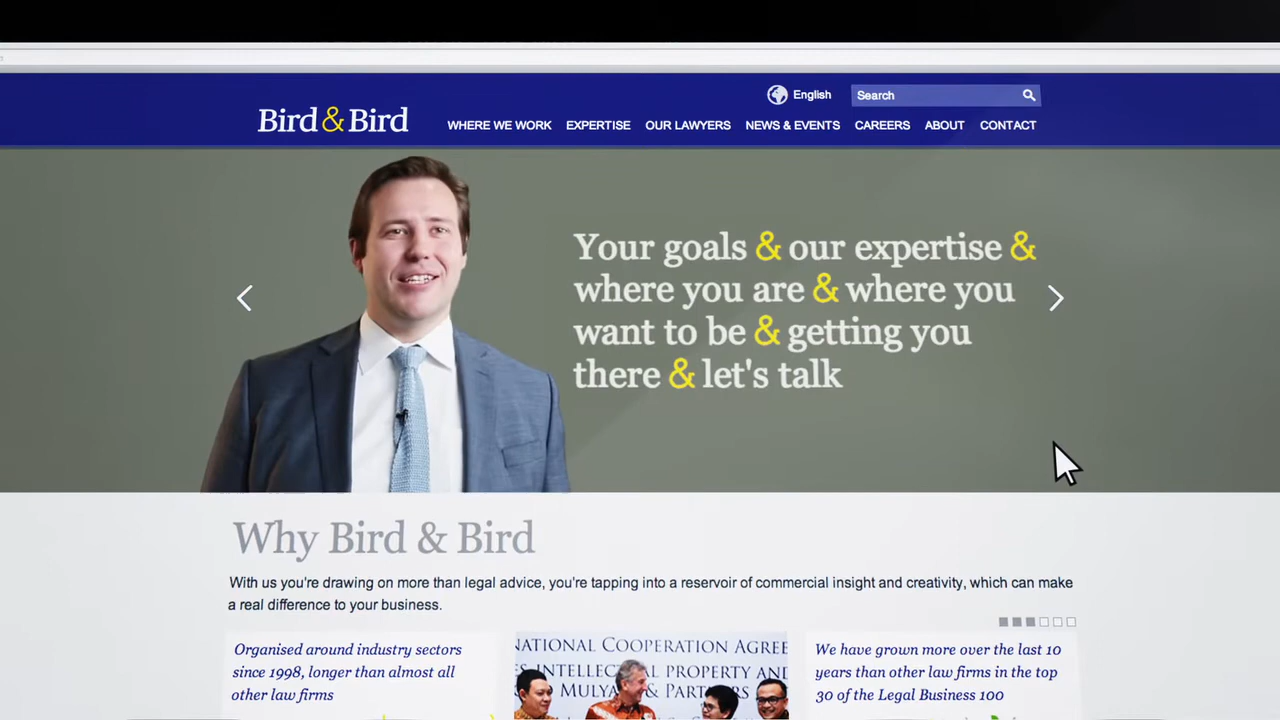 English
Search
Bird & Bird
WHERE WE WORK EXPERTISE OUR LAWYERS NEWS & EVENTS CAREERS ABOUT CONTACT
Your goals & our expertise &
where you are & where you
want to be & getting you
there & let's talk
Why Bird & Bird
With us you're drawing on more than legal advice, you're tapping into a reservoir of commercial insight and creativity, which can make
a real difference to your business.
Organised around industry sectors
since 1998, longer than almost all
other law firms
NATIONAL COOPERATION AGREE
ES INTELLECTUAL PROPERTY AND
MULYA & PARTNERS
We have grown more over the last 10
years than other law firms in the top
30 of the Legal Business 100